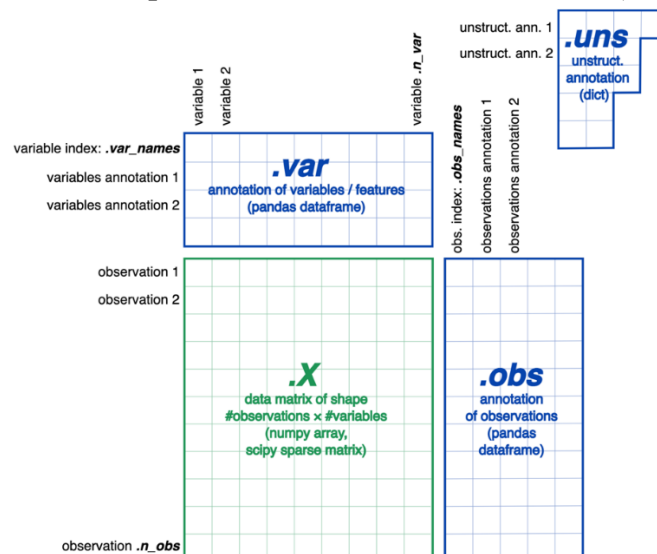 unstruct. ann. 1
unstruct. ann. 2
.uns
unstruct.
annotation
(dict)
variable 1
variable 2
variable .n_var
variable index: .var_names
variables annotation 1
variables annotation 2
.var
annotation of variables / features
(pandas dataframe)
obs. index: .obs_names
observations annotation 1
observations annotation 2
observation 1
observation 2
.X
data matrix of shape
#observations × #variables
(numpy array,
scipy sparse matrix)
.obs
annotation
of observations
(pandas
dataframe)
observation .n_obs